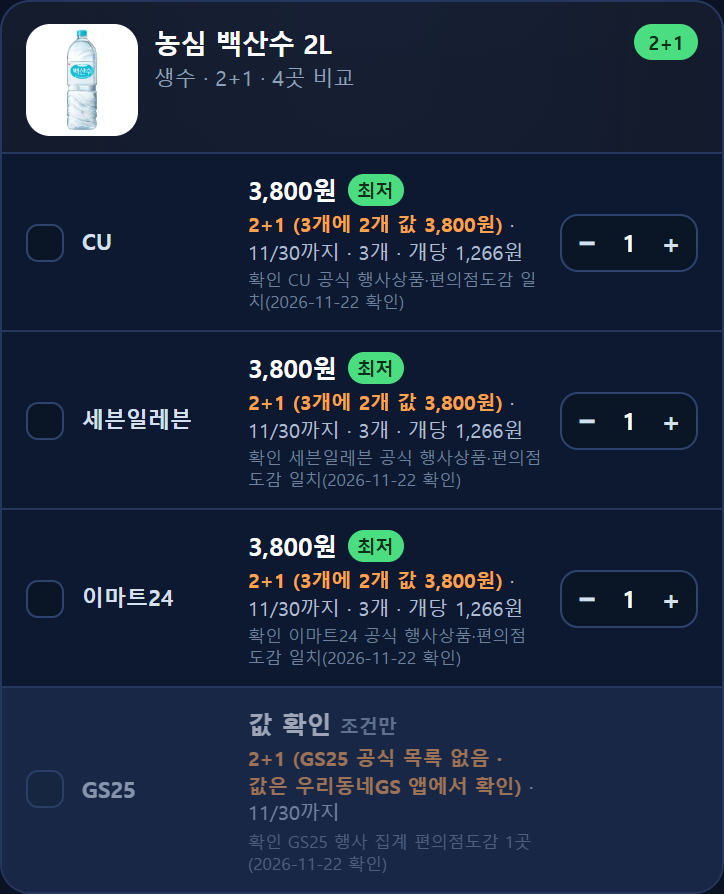 농심 백산수 2L
2+1
생수 · 2+1 · 4곳 비교
백산수
CU
3,800원 최저
2+1 (3개에 2개 값 3,800원) ·
11/30까지 · 3개 · 개당 1,266원
확인 CU 공식 행사상품·편의점도감 일
치(2026-11-22 확인)
− 1 +
세븐일레븐
3,800원 최저
2+1 (3개에 2개 값 3,800원) ·
11/30까지 · 3개 · 개당 1,266원
확인 세븐일레븐 공식 행사상품·편의점
도감 일치(2026-11-22 확인)
− 1 +
이마트24
3,800원 최저
2+1 (3개에 2개 값 3,800원) ·
11/30까지 · 3개 · 개당 1,266원
확인 이마트24 공식 행사상품·편의점
도감 일치(2026-11-22 확인)
− 1 +
GS25
값 확인 조건만
2+1 (GS25 공식 목록 없음 ·
값은 우리동네GS 앱에서 확인) ·
11/30까지
확인 GS25 행사 집계 편의점도감 1곳
(2026-11-22 확인)